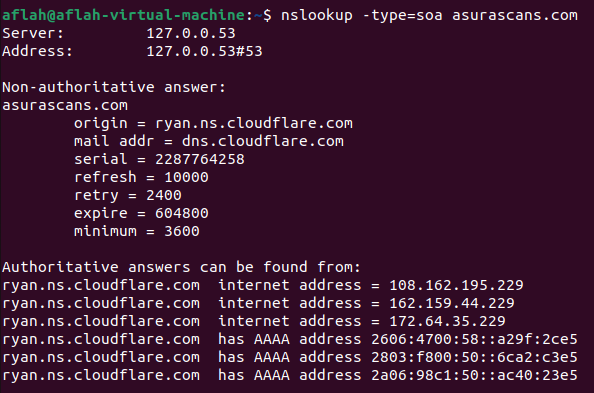 aflah@aflah-virtual-machine:~$ nslookup -type=soa asurascans.com
Server:         127.0.0.53
Address:        127.0.0.53#53

Non-authoritative answer:
asurascans.com
        origin = ryan.ns.cloudflare.com
        mail addr = dns.cloudflare.com
        serial = 2287764258
        refresh = 10000
        retry = 2400
        expire = 604800
        minimum = 3600

Authoritative answers can be found from:
ryan.ns.cloudflare.com  internet address = 108.162.195.229
ryan.ns.cloudflare.com  internet address = 162.159.44.229
ryan.ns.cloudflare.com  internet address = 172.64.35.229
ryan.ns.cloudflare.com  has AAAA address 2606:4700:58::a29f:2ce5
ryan.ns.cloudflare.com  has AAAA address 2803:f800:50::6ca2:c3e5
ryan.ns.cloudflare.com  has AAAA address 2a06:98c1:50::ac40:23e5